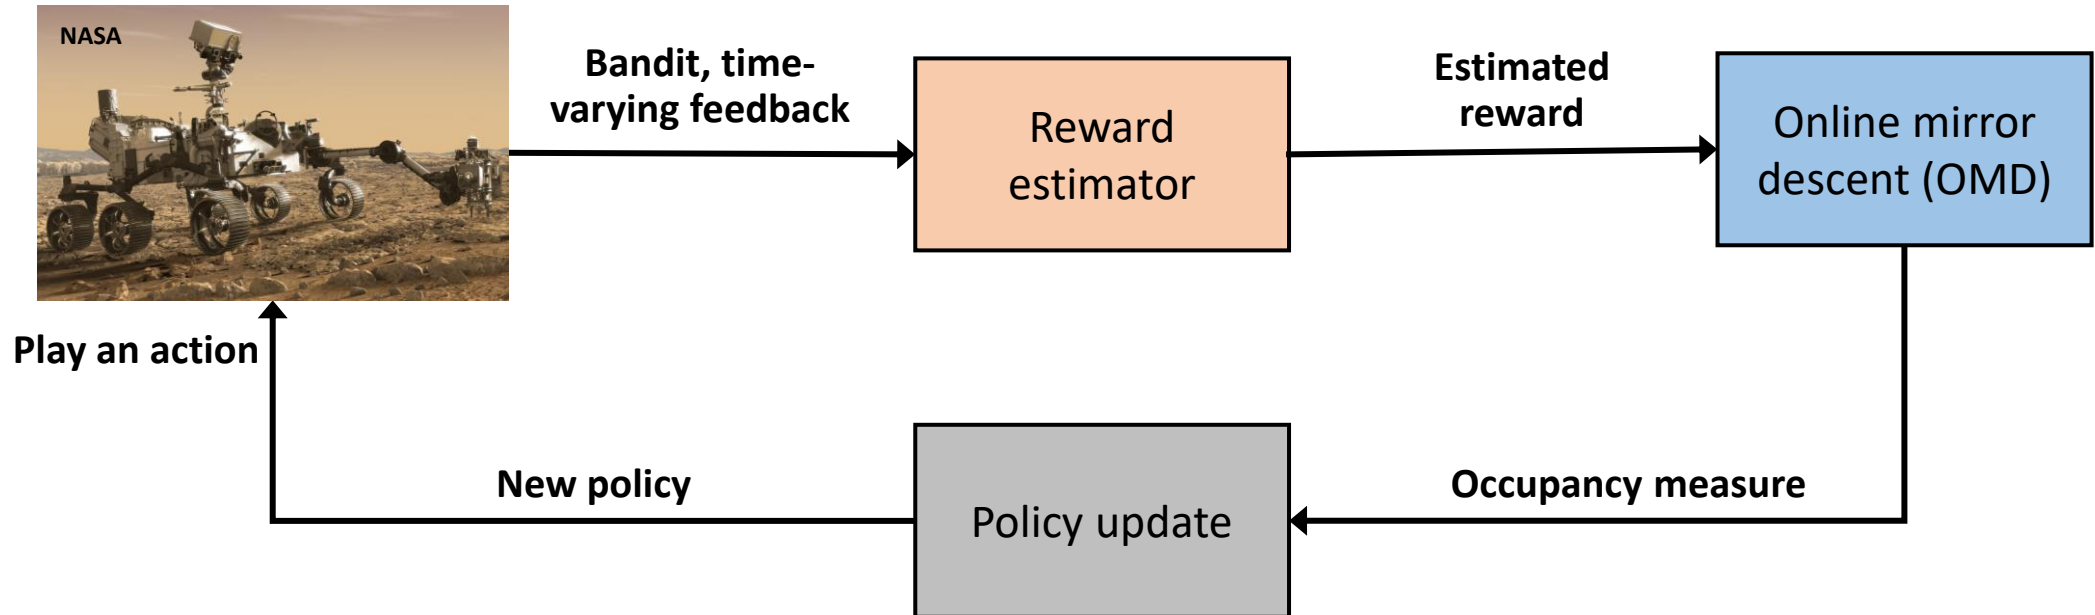 NASA
Bandit, time-
varying feedback
Reward
estimator
Estimated
reward
Online mirror
descent (OMD)
Play an action
New policy
Policy update
Occupancy measure